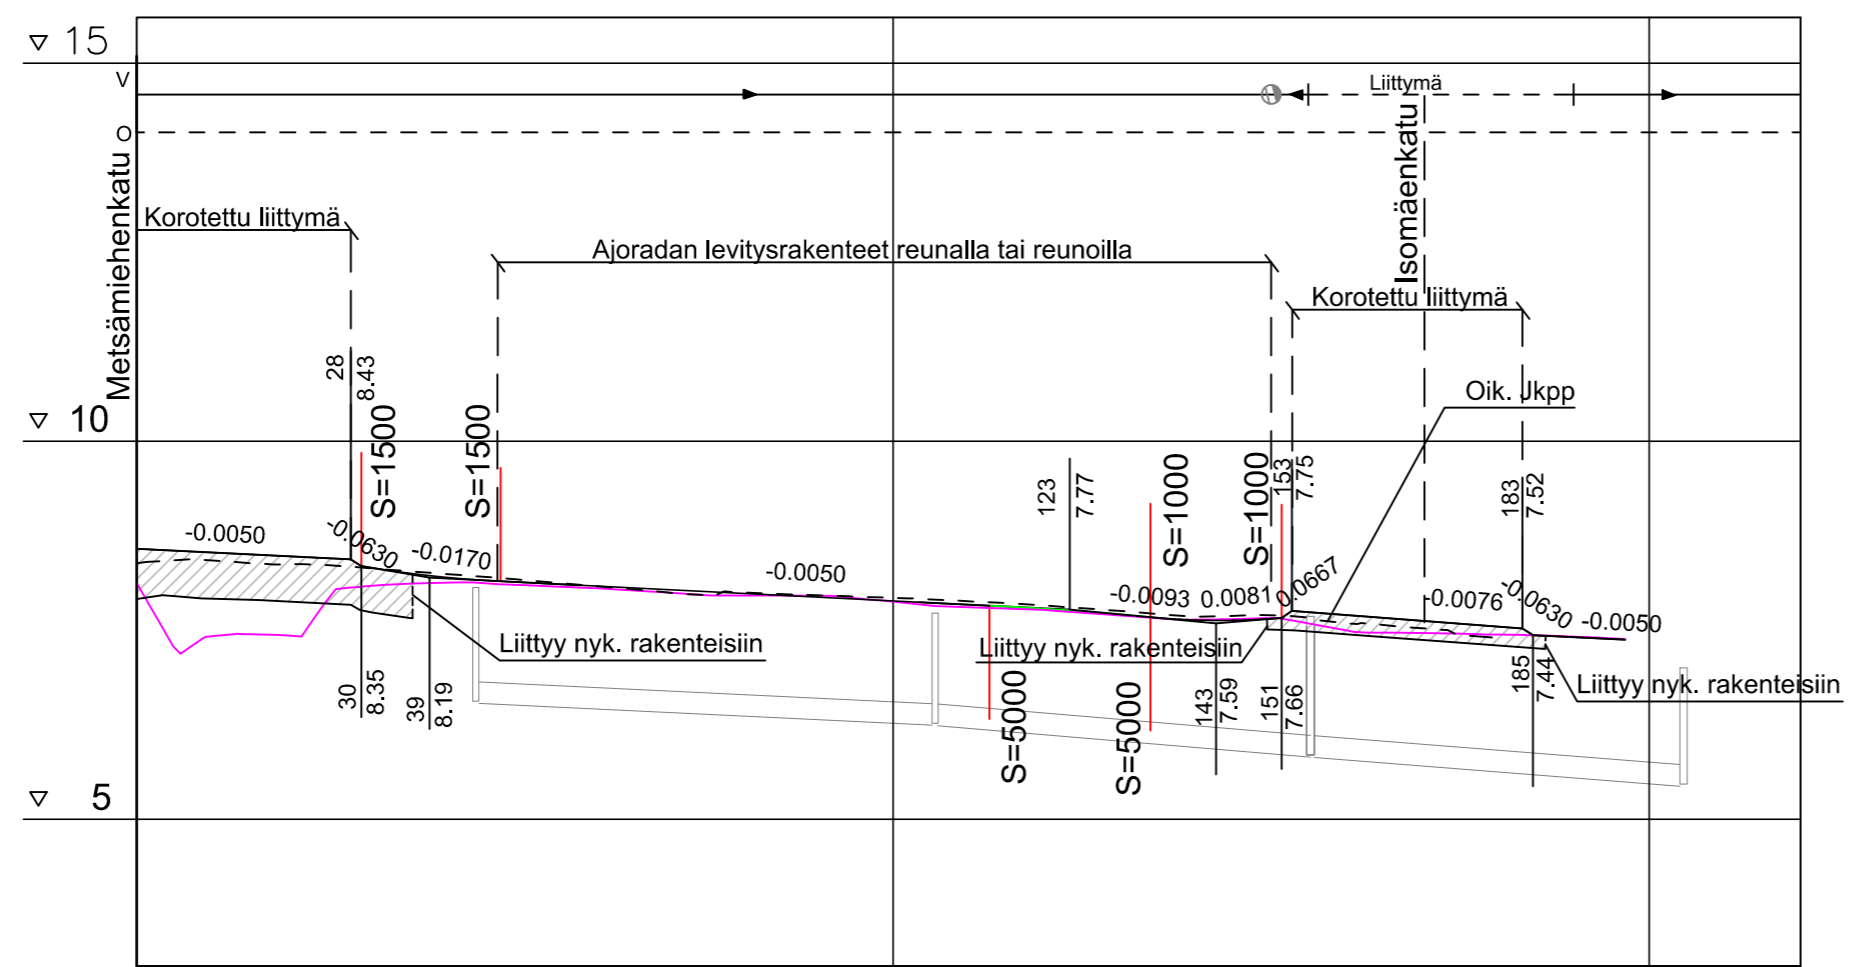 15
V
Liittymä
O
Metsämiehenkatu
Isomäenkatu
Korotettu liittymä
Ajoradan levitysrakenteet reunalla tai reunoilla
Korotettu liittymä
28
8.43
Oik. Jkpp
10
S=1500
S=1500
123
7.77
S=1000
S=1000
153
7.75
183
7.52
-0.0050
-0.0630
-0.0170
-0.0050
-0.0093
0.0081
0.0667
-0.0076
-0.0630
-0.0050
Liittyy nyk. rakenteisiin
Liittyy nyk. rakenteisiin
Liittyy nyk. rakenteisiin
30
8.35
39
8.19
S=5000
S=5000
143
7.59
151
7.66
185
7.44
5